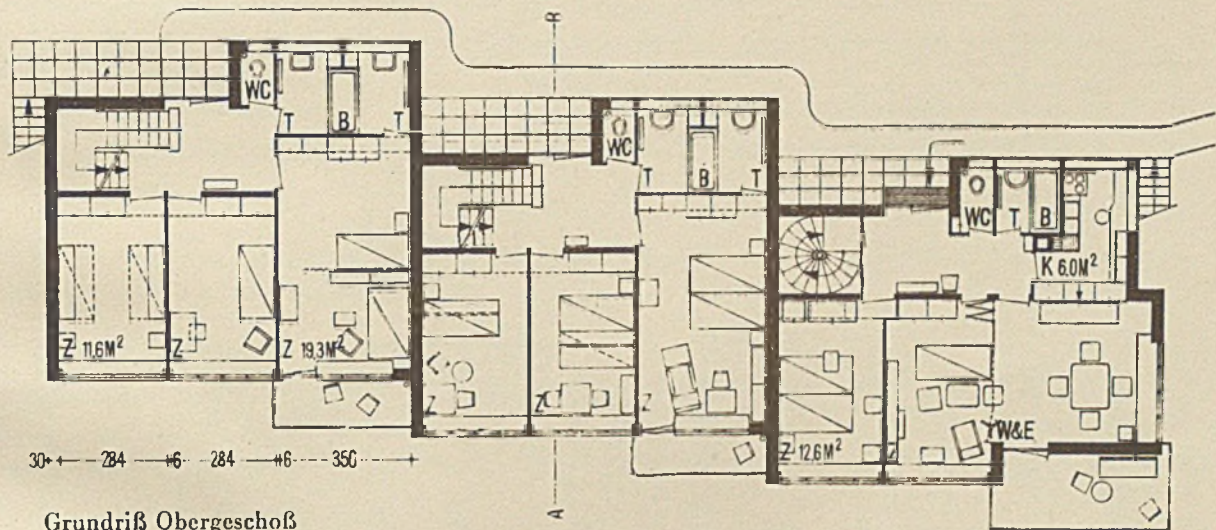 R
WC T B T
WC T B T
WC T B
K 6.0M²
Z 11,6M² Z Z 19,3M²
Z Z Z
Z 12,6M² W&E
30 284 6 284 6 350
A
Grundriß Obergeschoß